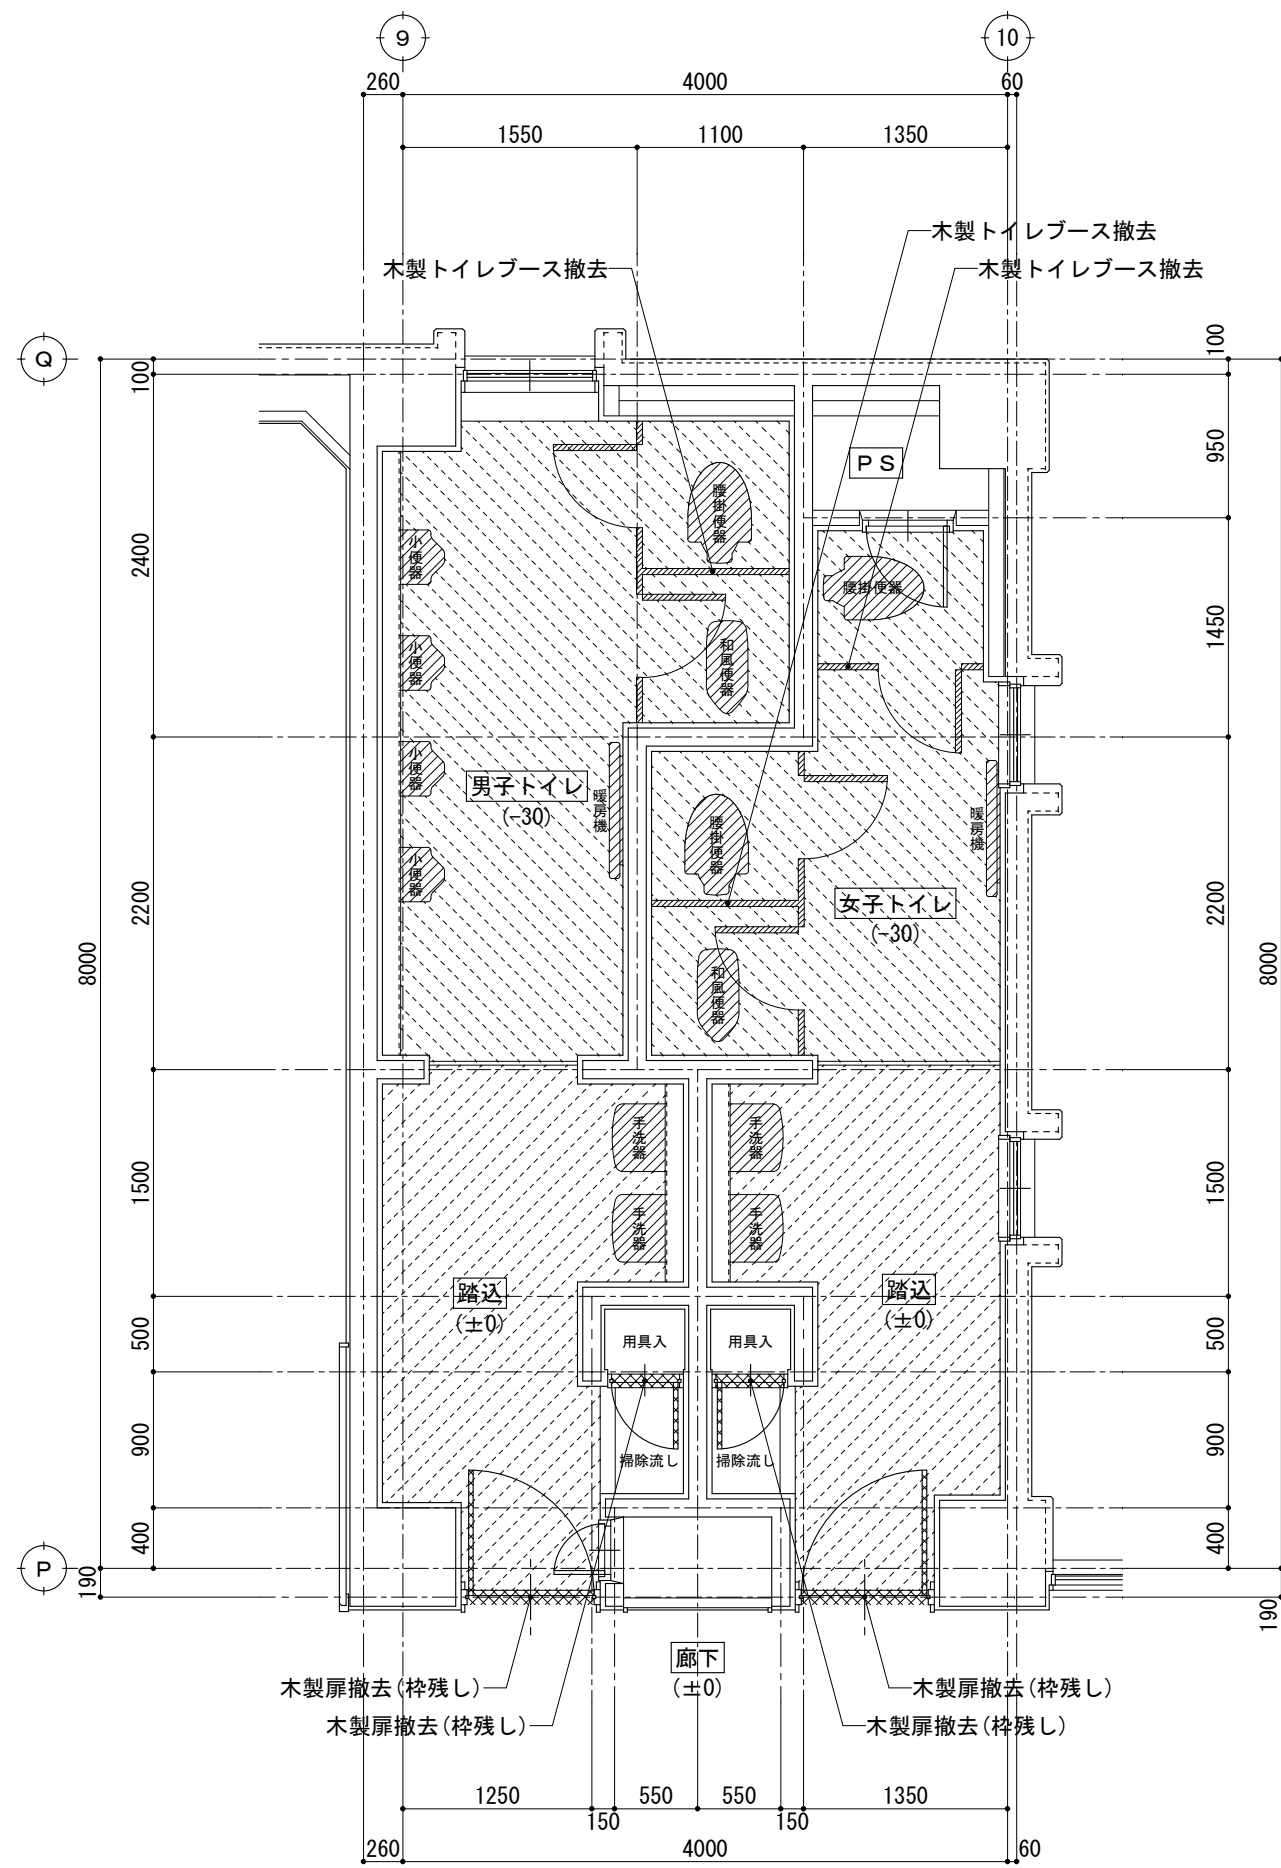 9
10
260
4000
60
1550
1100
1350
木製トイレブース撤去
木製トイレブース撤去
木製トイレブース撤去
Q
100
100
PS
950
腰掛便器
2400
小便器
腰掛便器
1450
小便器
和風便器
小便器
男子トイレ
(-30)
暖房機
暖房機
腰掛便器
小便器
2200
女子トイレ
(-30)
2200
8000
8000
和風便器
手洗器
手洗器
1500
1500
手洗器
手洗器
踏込
(±0)
踏込
(±0)
500
用具入
用具入
500
900
掃除流し
掃除流し
900
400
400
P
190
190
廊下
(±0)
木製扉撤去(枠残し)
木製扉撤去(枠残し)
木製扉撤去(枠残し)
木製扉撤去(枠残し)
1250
150
550
550
150
1350
260
4000
60